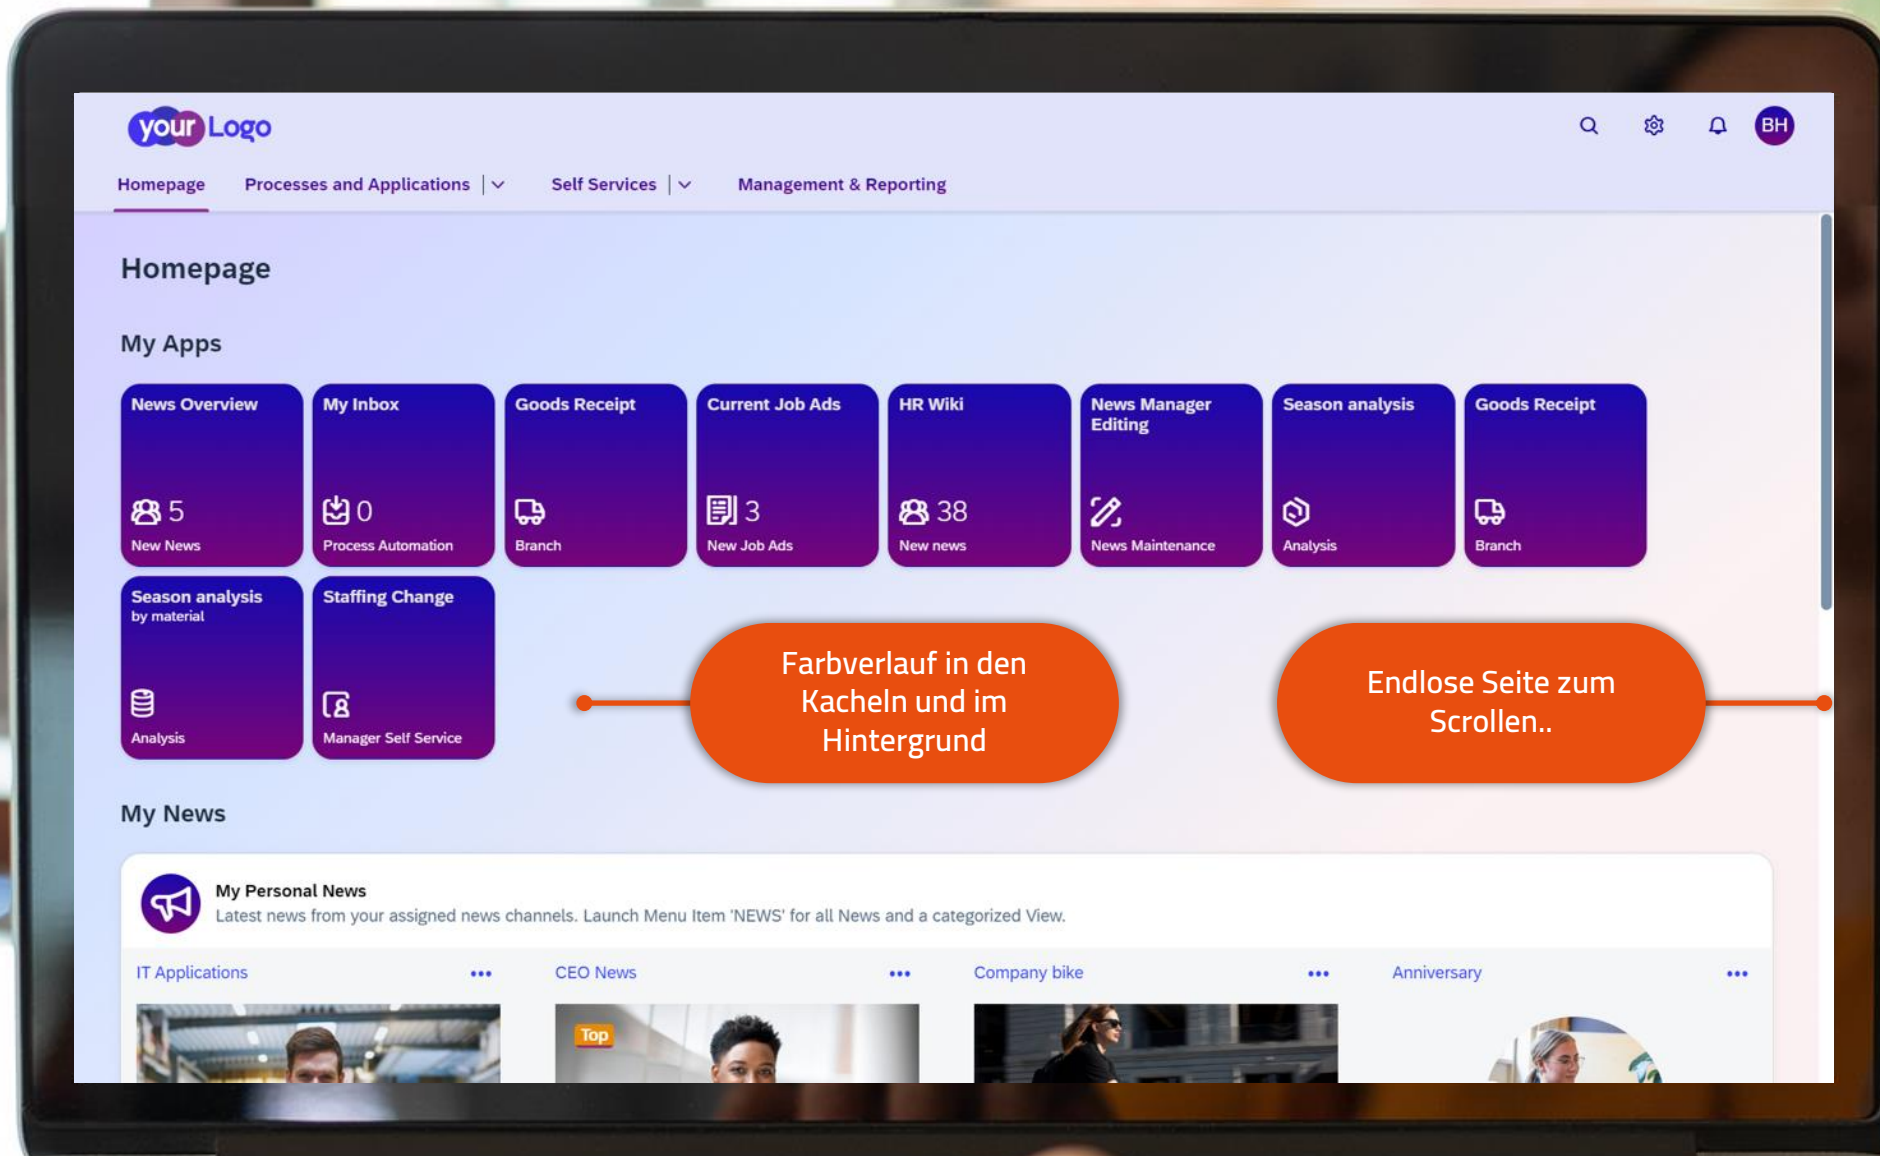 your Logo
BH
Homepage
Processes and Applications
Self Services
Management & Reporting
Homepage
My Apps
News Overview
5
New News
My Inbox
0
Process Automation
Goods Receipt
Branch
Current Job Ads
3
New Job Ads
HR Wiki
38
New news
News Manager
Editing
News Maintenance
Season analysis
Analysis
Goods Receipt
Branch
Season analysis
by material
Analysis
Staffing Change
Manager Self Service
Farbverlauf in den
Kacheln und im
Hintergrund
Endlose Seite zum
Scrollen..
My News
My Personal News
Latest news from your assigned news channels. Launch Menu Item 'NEWS' for all News and a categorized View.
IT Applications
CEO News
Top
Company bike
Anniversary